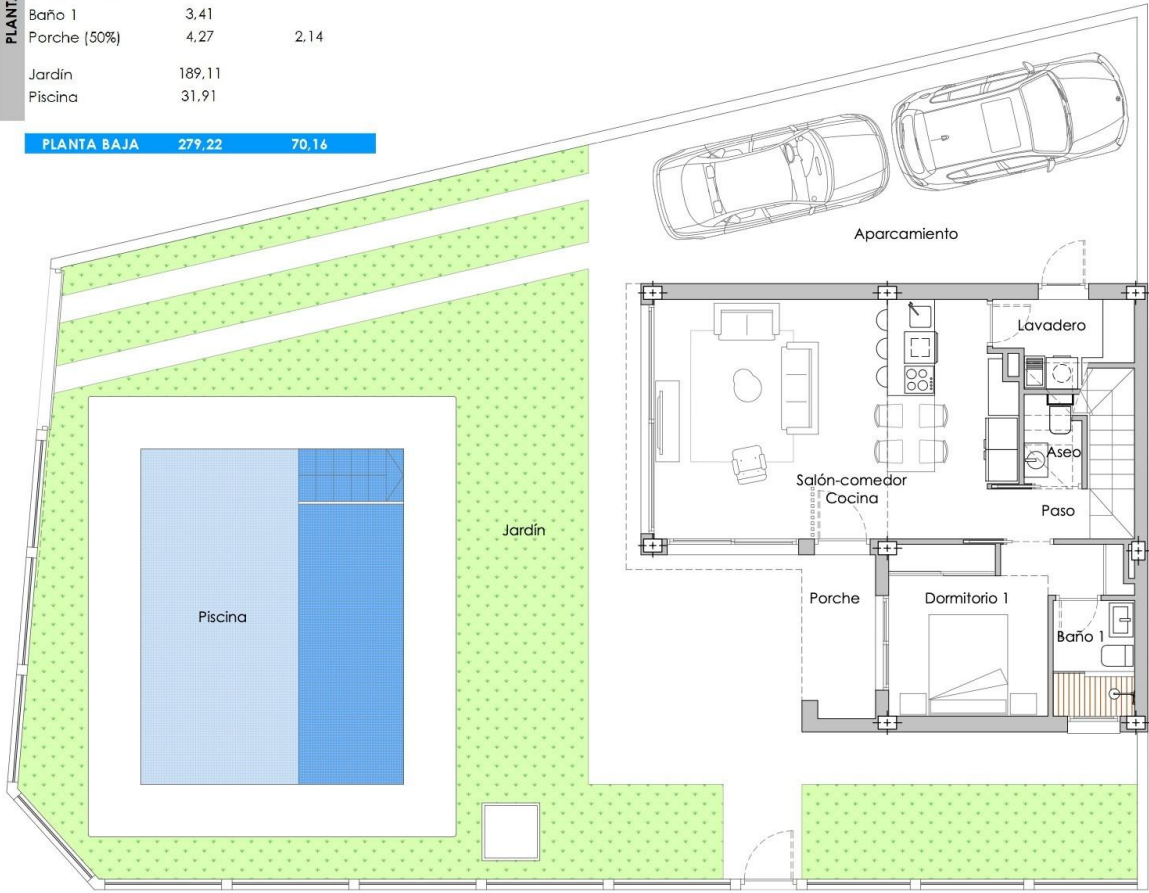 PLANTA
Baño 1 3,41
Porche (50%) 4,27 2,14
Jardín 189,11
Piscina 31,91
PLANTA BAJA 279,22 70,16
Aparcamiento
Lavadero
Aseo
Salón-comedor
Cocina
Paso
Jardín
Porche
Dormitorio 1
Piscina
Baño 1